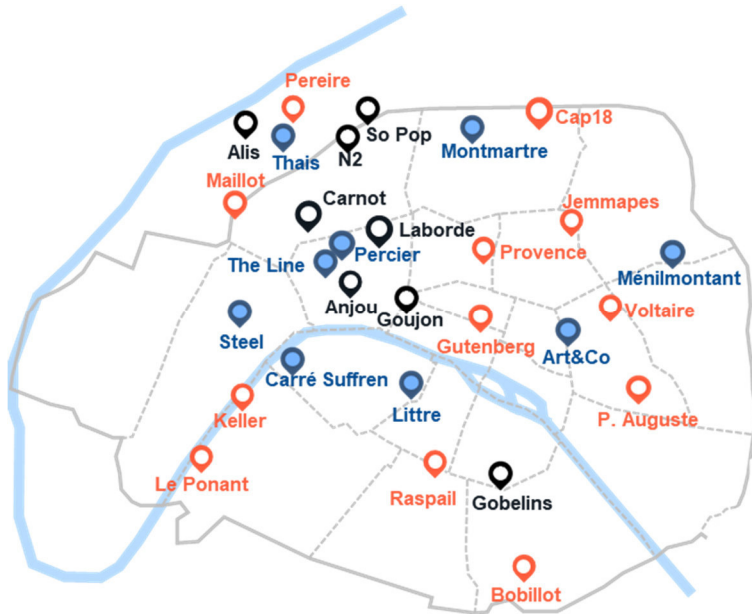 Pereire
Cap18
So Pop
Alis
Thais
N2
Montmartre
Maillot
Carnot
Jemmapes
Laborde
Percier
Provence
The Line
Ménilmontant
Anjou
Goujon
Voltaire
Steel
Gutenberg
Art&Co
Carré Suffren
Keller
Littre
P. Auguste
Le Ponant
Raspail
Gobelins
Bobillot